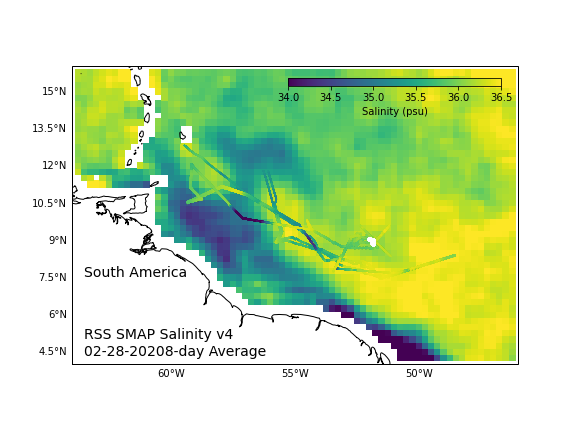 15°N
13.5°N
12°N
10.5°N
9°N
7.5°N
6°N
4.5°N
34.0 34.5 35.0 35.5 36.0 36.5
Salinity (psu)
South America
RSS SMAP Salinity v4
02-28-20208-day Average
60°W 55°W 50°W